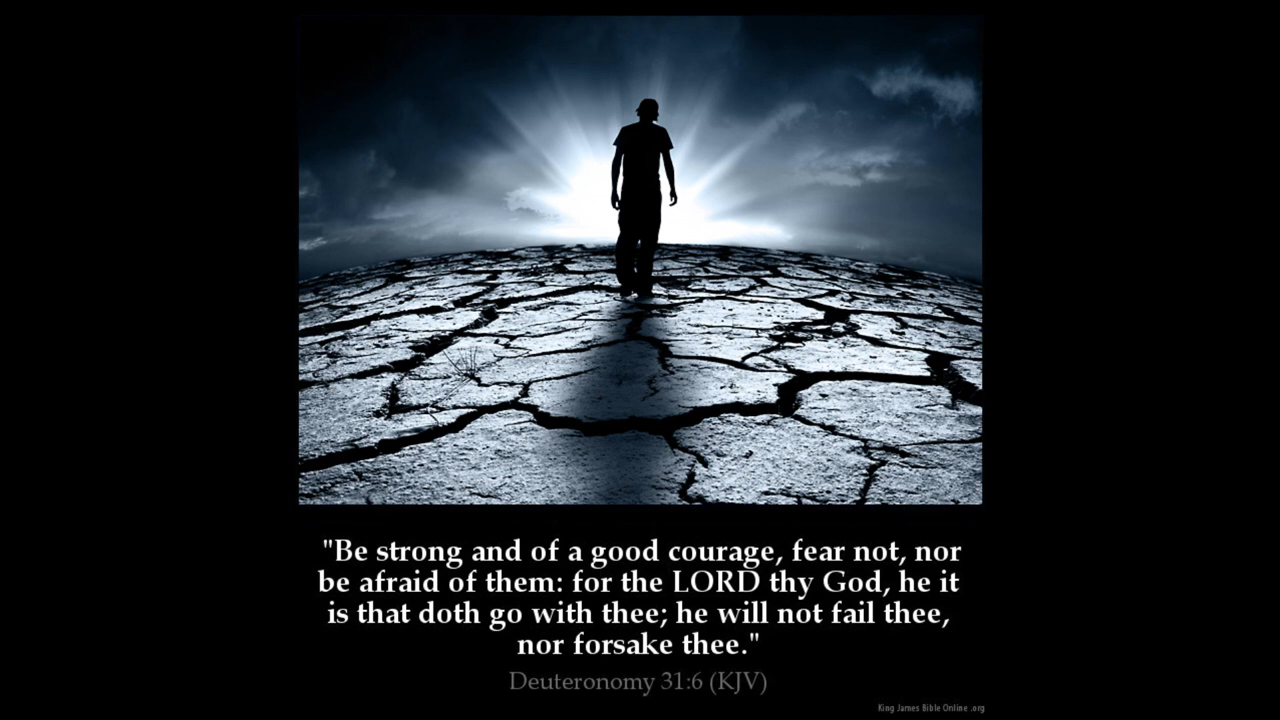 "Be strong and of a good courage, fear not, nor
be afraid of them: for the LORD thy God, he it
is that doth go with thee; he will not fail thee,
nor forsake thee."
Deuteronomy 31:6 (KJV)
King James Bible Online .org